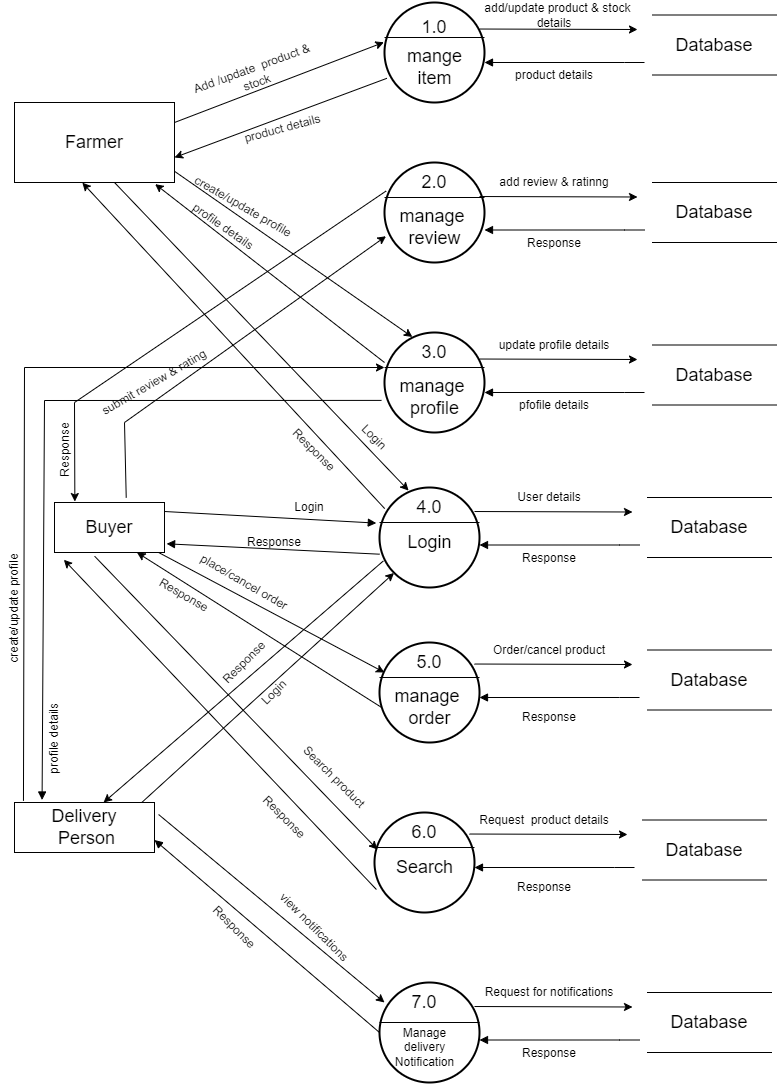 1.0
mange
item
add/update product & stock
details
product details
Database
Add /update product &
stock
product details
Farmer
2.0
manage
review
add review & ratinng
Response
Database
create/update profile
profile details
3.0
manage
profile
update profile details
pfofile details
Database
submit review & rating
Response
Login
Response
4.0
Login
User details
Response
Database
Buyer
Login
Response
place/cancel order
Response
create/update profile
profile details
Response
Login
5.0
manage
order
Order/cancel product
Response
Database
Search product
Response
Delivery
Person
6.0
Search
Request product details
Response
Database
view notifications
Response
7.0
Manage
delivery
Notification
Request for notifications
Response
Database